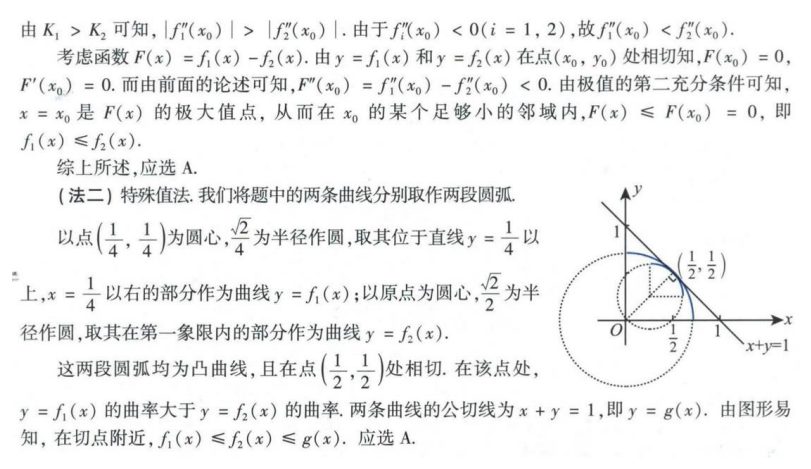 由 K₁ > K₂ 可知, |f″₁(x₀)| > |f″₂(x₀)|. 由于 f″ᵢ(x₀) < 0(i = 1, 2), 故 f″₁(x₀) < f″₂(x₀).
考虑函数 F(x) = f₁(x) - f₂(x). 由 y = f₁(x) 和 y = f₂(x) 在点(x₀, y₀) 处相切知, F(x₀) = 0,
F′(x₀) = 0. 而由前面的论述可知, F″(x₀) = f″₁(x₀) - f″₂(x₀) < 0. 由极值的第二充分条件可知,
x = x₀ 是 F(x) 的极大值点, 从而在 x₀ 的某个足够小的邻域内, F(x) ≤ F(x₀) = 0, 即
f₁(x) ≤ f₂(x).
综上所述, 应选 A.
(法二) 特殊值法. 我们将题中的两条曲线分别取作两段圆弧.
以点(1/4, 1/4)为圆心, √2/4 为半径作圆, 取其位于直线 y = 1/4 以
上, x = 1/4 以右的部分作为曲线 y = f₁(x); 以原点为圆心, √2/2 为半
径作圆, 取其在第一象限内的部分作为曲线 y = f₂(x).
这两段圆弧均为凸曲线, 且在点(1/2, 1/2)处相切. 在该点处,
y = f₁(x) 的曲率大于 y = f₂(x) 的曲率. 两条曲线的公切线为 x + y = 1, 即 y = g(x). 由图形易
知, 在切点附近, f₁(x) ≤ f₂(x) ≤ g(x). 应选 A.
y
1
(1/2, 1/2)
O
1/2
1
x
x+y=1